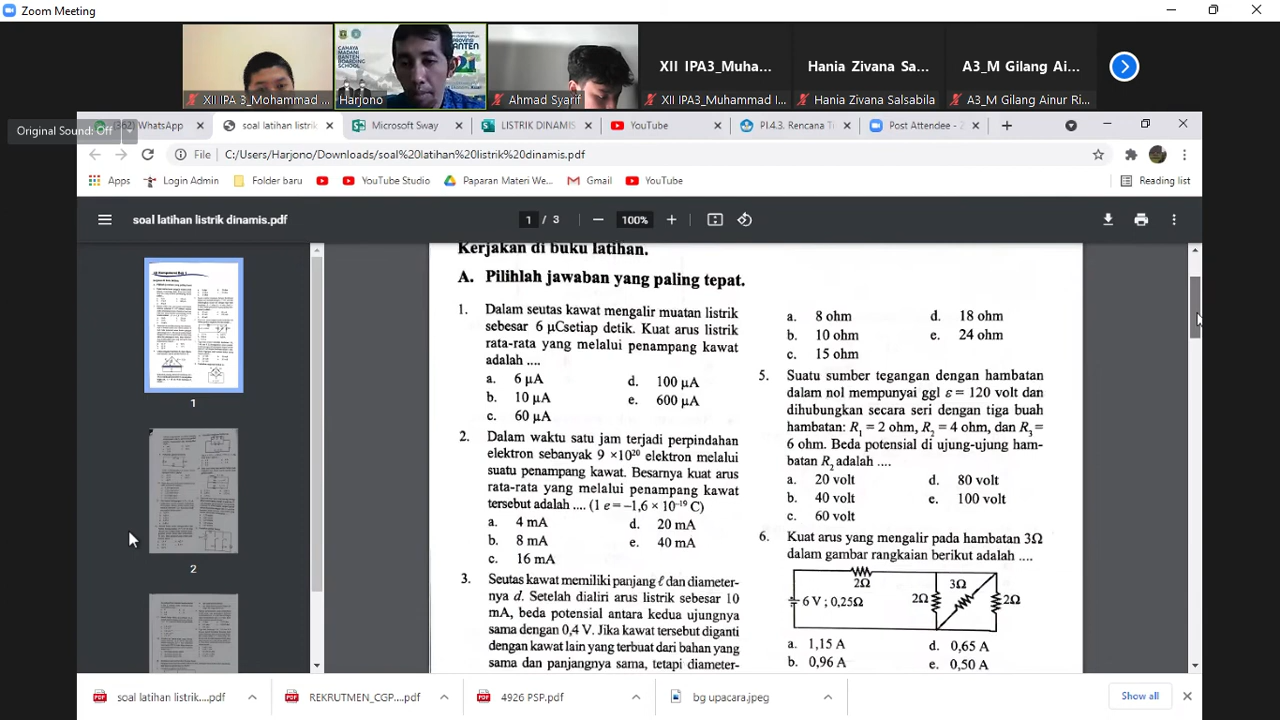 Zoom Meeting
CAHAYA
MADANI
BANTEN
BOARDING
SCHOOL
PROVINSI
BANTEN
XII IPA 3_Mohammad ...
Harjono
Ahmad Syarif
XII IPA3_Muha...
XII IPA3_Muhammad I...
Hania Zivana Sa...
Hania Zivana Salsabila
A3_M Gilang Ai...
A3_M Gilang Ainur Ri...
Original Sound: Off
(362) WhatsApp
soal latihan listrik
Microsoft Sway
LISTRIK DINAMIS
YouTube
PI.4.3. Rencana Ti
Post Attendee - Z
File C:/Users/Harjono/Downloads/soal%20latihan%20listrik%20dinamis.pdf
Apps Login Admin Folder baru YouTube Studio Paparan Materi We... Gmail YouTube Reading list
soal latihan listrik dinamis.pdf
1 / 3
100%
1
2
Kerjakan di buku latihan.
A. Pilihlah jawaban yang paling tepat.
1. Dalam seutas kawat mengalir muatan listrik
sebesar 6 μCsetiap detik. Kuat arus listrik
rata-rata yang melalui penampang kawat
adalah ....
a. 6 μA d. 100 μA
b. 10 μA e. 600 μA
c. 60 μA
2. Dalam waktu satu jam terjadi perpindahan
elektron sebanyak 9 ×10²⁰ elektron melalui
suatu penampang kawat. Besarnya kuat arus
rata-rata yang melalui penampang kawat
tersebut adalah .... (1 e = –1,6 × 10⁻¹⁹ C)
a. 4 mA d. 20 mA
b. 8 mA e. 40 mA
c. 16 mA
3. Seutas kawat memiliki panjang ℓ dan diameter-
nya d. Setelah dialiri arus listrik sebesar 10
mA, beda potensial antara kedua ujungnya
sama dengan 0,4 V. Jika kawat tersebut diganti
dengan kawat lain yang terbuat dari bahan yang
sama dan panjangnya sama, tetapi diameter-
a. 8 ohm d. 18 ohm
b. 10 ohm e. 24 ohm
c. 15 ohm
5. Suatu sumber tegangan dengan hambatan
dalam nol mempunyai ggl ε = 120 volt dan
dihubungkan secara seri dengan tiga buah
hambatan: R₁ = 2 ohm, R₂ = 4 ohm, dan R₃ =
6 ohm. Beda potensial di ujung-ujung ham-
batan R₂ adalah ....
a. 20 volt d. 80 volt
b. 40 volt e. 100 volt
c. 60 volt
6. Kuat arus yang mengalir pada hambatan 3Ω
dalam gambar rangkaian berikut adalah ....
2Ω
3Ω
6 V ; 0,25Ω
2Ω
2Ω
a. 1,15 A d. 0,65 A
b. 0,96 A e. 0,50 A
soal latihan listrik....pdf
REKRUTMEN_CGP....pdf
4926 PSP.pdf
bg upacara.jpeg
Show all